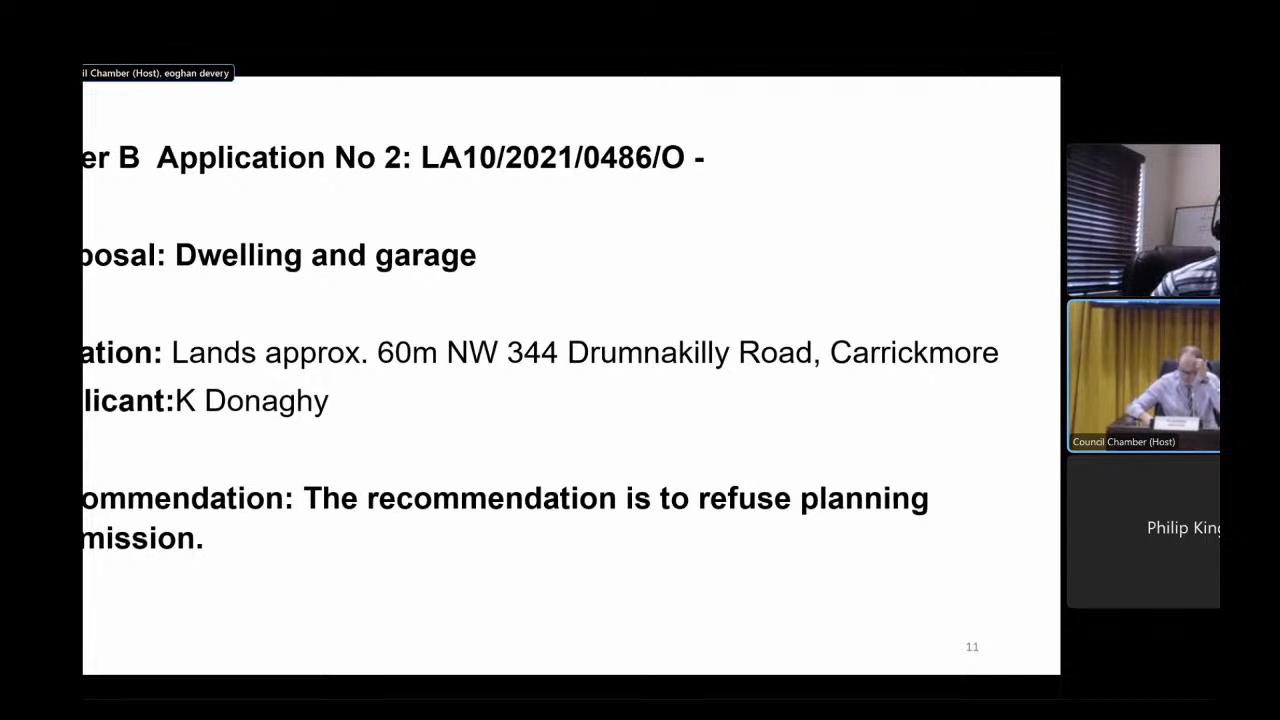 il Chamber (Host), eoghan devery
er B Application No 2: LA10/2021/0486/O -
posal: Dwelling and garage
ation: Lands approx. 60m NW 344 Drumnakilly Road, Carrickmore
licant:K Donaghy
ommendation: The recommendation is to refuse planning
mission.
11
Council Chamber (Host)
Philip King